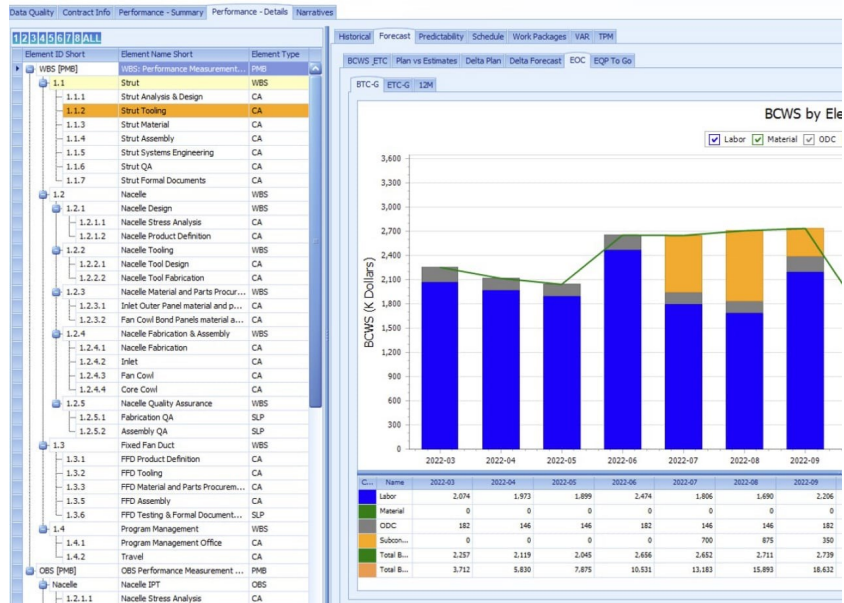 Data Quality Contract Info Performance - Summary Performance - Details Narratives
1 2 3 4 5 6 7 8 ALL
Element ID Short Element Name Short Element Type
WBS [PMB] WBS: Performance Measurement... PMB
1.1 Strut WBS
1.1.1 Strut Analysis & Design CA
1.1.2 Strut Tooling CA
1.1.3 Strut Material CA
1.1.4 Strut Assembly CA
1.1.5 Strut Systems Engineering CA
1.1.6 Strut QA CA
1.1.7 Strut Formal Documents CA
1.2 Nacelle WBS
1.2.1 Nacelle Design WBS
1.2.1.1 Nacelle Stress Analysis CA
1.2.1.2 Nacelle Product Definition CA
1.2.2 Nacelle Tooling WBS
1.2.2.1 Nacelle Tool Design CA
1.2.2.2 Nacelle Tool Fabrication CA
1.2.3 Nacelle Material and Parts Procur... WBS
1.2.3.1 Inlet Outer Panel material and p... CA
1.2.3.2 Fan Cowl Bond Panels material a... CA
1.2.4 Nacelle Fabrication & Assembly WBS
1.2.4.1 Nacelle Fabrication CA
1.2.4.2 Inlet CA
1.2.4.3 Fan Cowl CA
1.2.4.4 Core Cowl CA
1.2.5 Nacelle Quality Assurance WBS
1.2.5.1 Fabrication QA SLP
1.2.5.2 Assembly QA SLP
1.3 Fixed Fan Duct WBS
1.3.1 FFD Product Definition CA
1.3.2 FFD Tooling CA
1.3.3 FFD Material and Parts Procurem... CA
1.3.5 FFD Assembly CA
1.3.6 FFD Testing & Formal Document... SLP
1.4 Program Management WBS
1.4.1 Program Management Office CA
1.4.2 Travel CA
OBS [PMB] OBS Performance Measurement ... PMB
Nacelle Nacelle IPT OBS
1.2.1.1 Nacelle Stress Analysis CA
Historical Forecast Predictability Schedule Work Packages VAR TPM
BCWS_ETC Plan vs Estimates Delta Plan Delta Forecast EOC EQP To Go
BTC-G ETC-G 12M
BCWS by Ele
Labor Material ODC
BCWS (K Dollars)
3,600
3,300
3,000
2,700
2,400
2,100
1,800
1,500
1,200
900
600
300
0
2022-03 2022-04 2022-05 2022-06 2022-07 2022-08 2022-09
C... Name 2022-03 2022-04 2022-05 2022-06 2022-07 2022-08 2022-09
Labor 2.074 1.973 1.899 2.474 1.806 1.690 2.206
Material 0 0 0 0 0 0 0
ODC 182 146 146 182 146 146 182
Subcon... 0 0 0 0 700 875 350
Total B... 2.257 2.119 2.045 2.656 2.652 2.711 2.739
Total B... 3.712 5.830 7.875 10.531 13.183 15.893 18.632